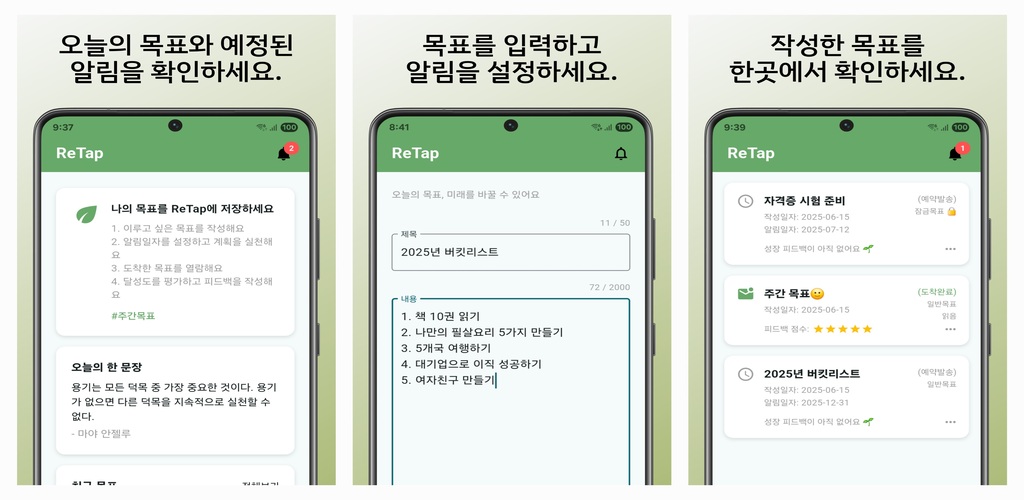 오늘의 목표와 예정된
알림을 확인하세요.
9:37
100
ReTap
2
나의 목표를 ReTap에 저장하세요
1. 이루고 싶은 목표를 작성해요
2. 알림일자를 설정하고 계획을 실천해
요
3. 도착한 목표를 열람해요
4. 달성도를 평가하고 피드백을 작성해
요
#주간목표
오늘의 한 문장
용기는 모든 덕목 중 가장 중요한 것이다. 용기
가 없으면 다른 덕목을 지속적으로 실천할 수
없다.
- 마야 안젤루
목표를 입력하고
알림을 설정하세요.
8:41
100
ReTap
오늘의 목표, 미래를 바꿀 수 있어요
11 / 50
제목
2025년 버킷리스트
72 / 2000
내용
1. 책 10권 읽기
2. 나만의 필살요리 5가지 만들기
3. 5개국 여행하기
4. 대기업으로 이직 성공하기
5. 여자친구 만들기
작성한 목표를
한곳에서 확인하세요.
9:39
100
ReTap
1
자격증 시험 준비
(예약발송)
작성일자: 2025-06-15
잠금목표 🔒
알림일자: 2025-07-12
성장 피드백이 아직 없어요 🌱
주간 목표🙂
(도착완료)
작성일자: 2025-06-15
일반목표
읽음
피드백 점수: ⭐⭐⭐⭐⭐
2025년 버킷리스트
(예약발송)
작성일자: 2025-06-15
일반목표
알림일자: 2025-12-31
성장 피드백이 아직 없어요 🌱